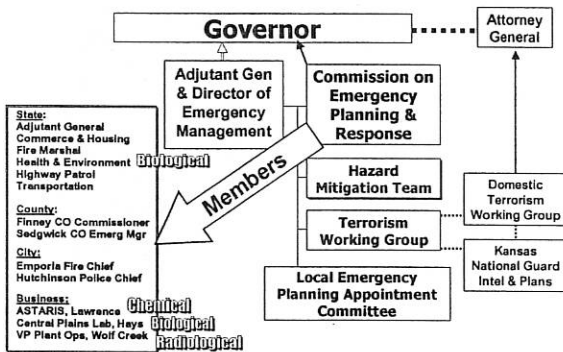 Governor
Attorney
General
Adjutant Gen
& Director of
Emergency
Management
Commission on
Emergency
Planning &
Response
State:
Adjutant General
Commerce & Housing
Fire Marshal
Health & Environment Biological
Highway Patrol
Transportation
County:
Finney CO Commissioner
Sedgwick CO Emerg Mgr
City:
Emporia Fire Chief
Hutchinson Police Chief
Business:
ASTARIS, Lawrence Chemical
Central Plains Lab, Hays Biological
VP Plant Ops, Wolf Creek Radiological
Members
Hazard
Mitigation Team
Terrorism
Working Group
Local Emergency
Planning Appointment
Committee
Domestic
Terrorism
Working Group
Kansas
National Guard
Intel & Plans